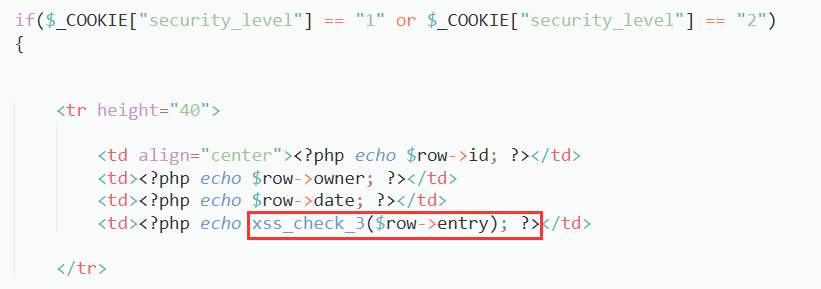 if($_COOKIE["security_level"] == "1" or $_COOKIE["security_level"] == "2")
{
<tr height="40">
<td align="center"><?php echo $row->id; ?></td>
<td><?php echo $row->owner; ?></td>
<td><?php echo $row->date; ?></td>
<td><?php echo xss_check_3($row->entry); ?></td>
</tr>